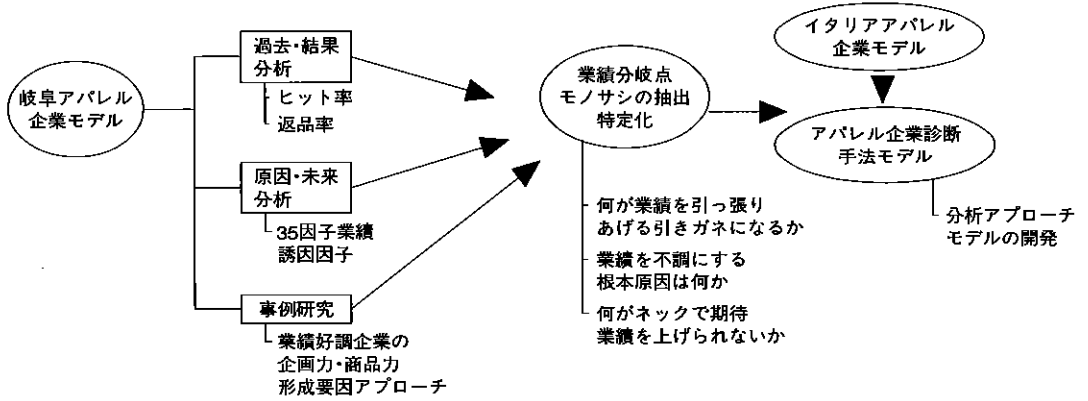 岐阜アパレル
企業モデル
過去・結果
分析
ヒット率
返品率
原因・未来
分析
35因子業績
誘因因子
事例研究
業績好調企業の
企画力・商品力
形成要因アプローチ
業績分岐点
モノサシの抽出
特定化
何が業績を引っ張り
あげる引きガネになるか
業績を不調にする
根本原因は何か
何がネックで期待
業績を上げられないか
イタリアアパレル
企業モデル
アパレル企業診断
手法モデル
分析アプローチ
モデルの開発